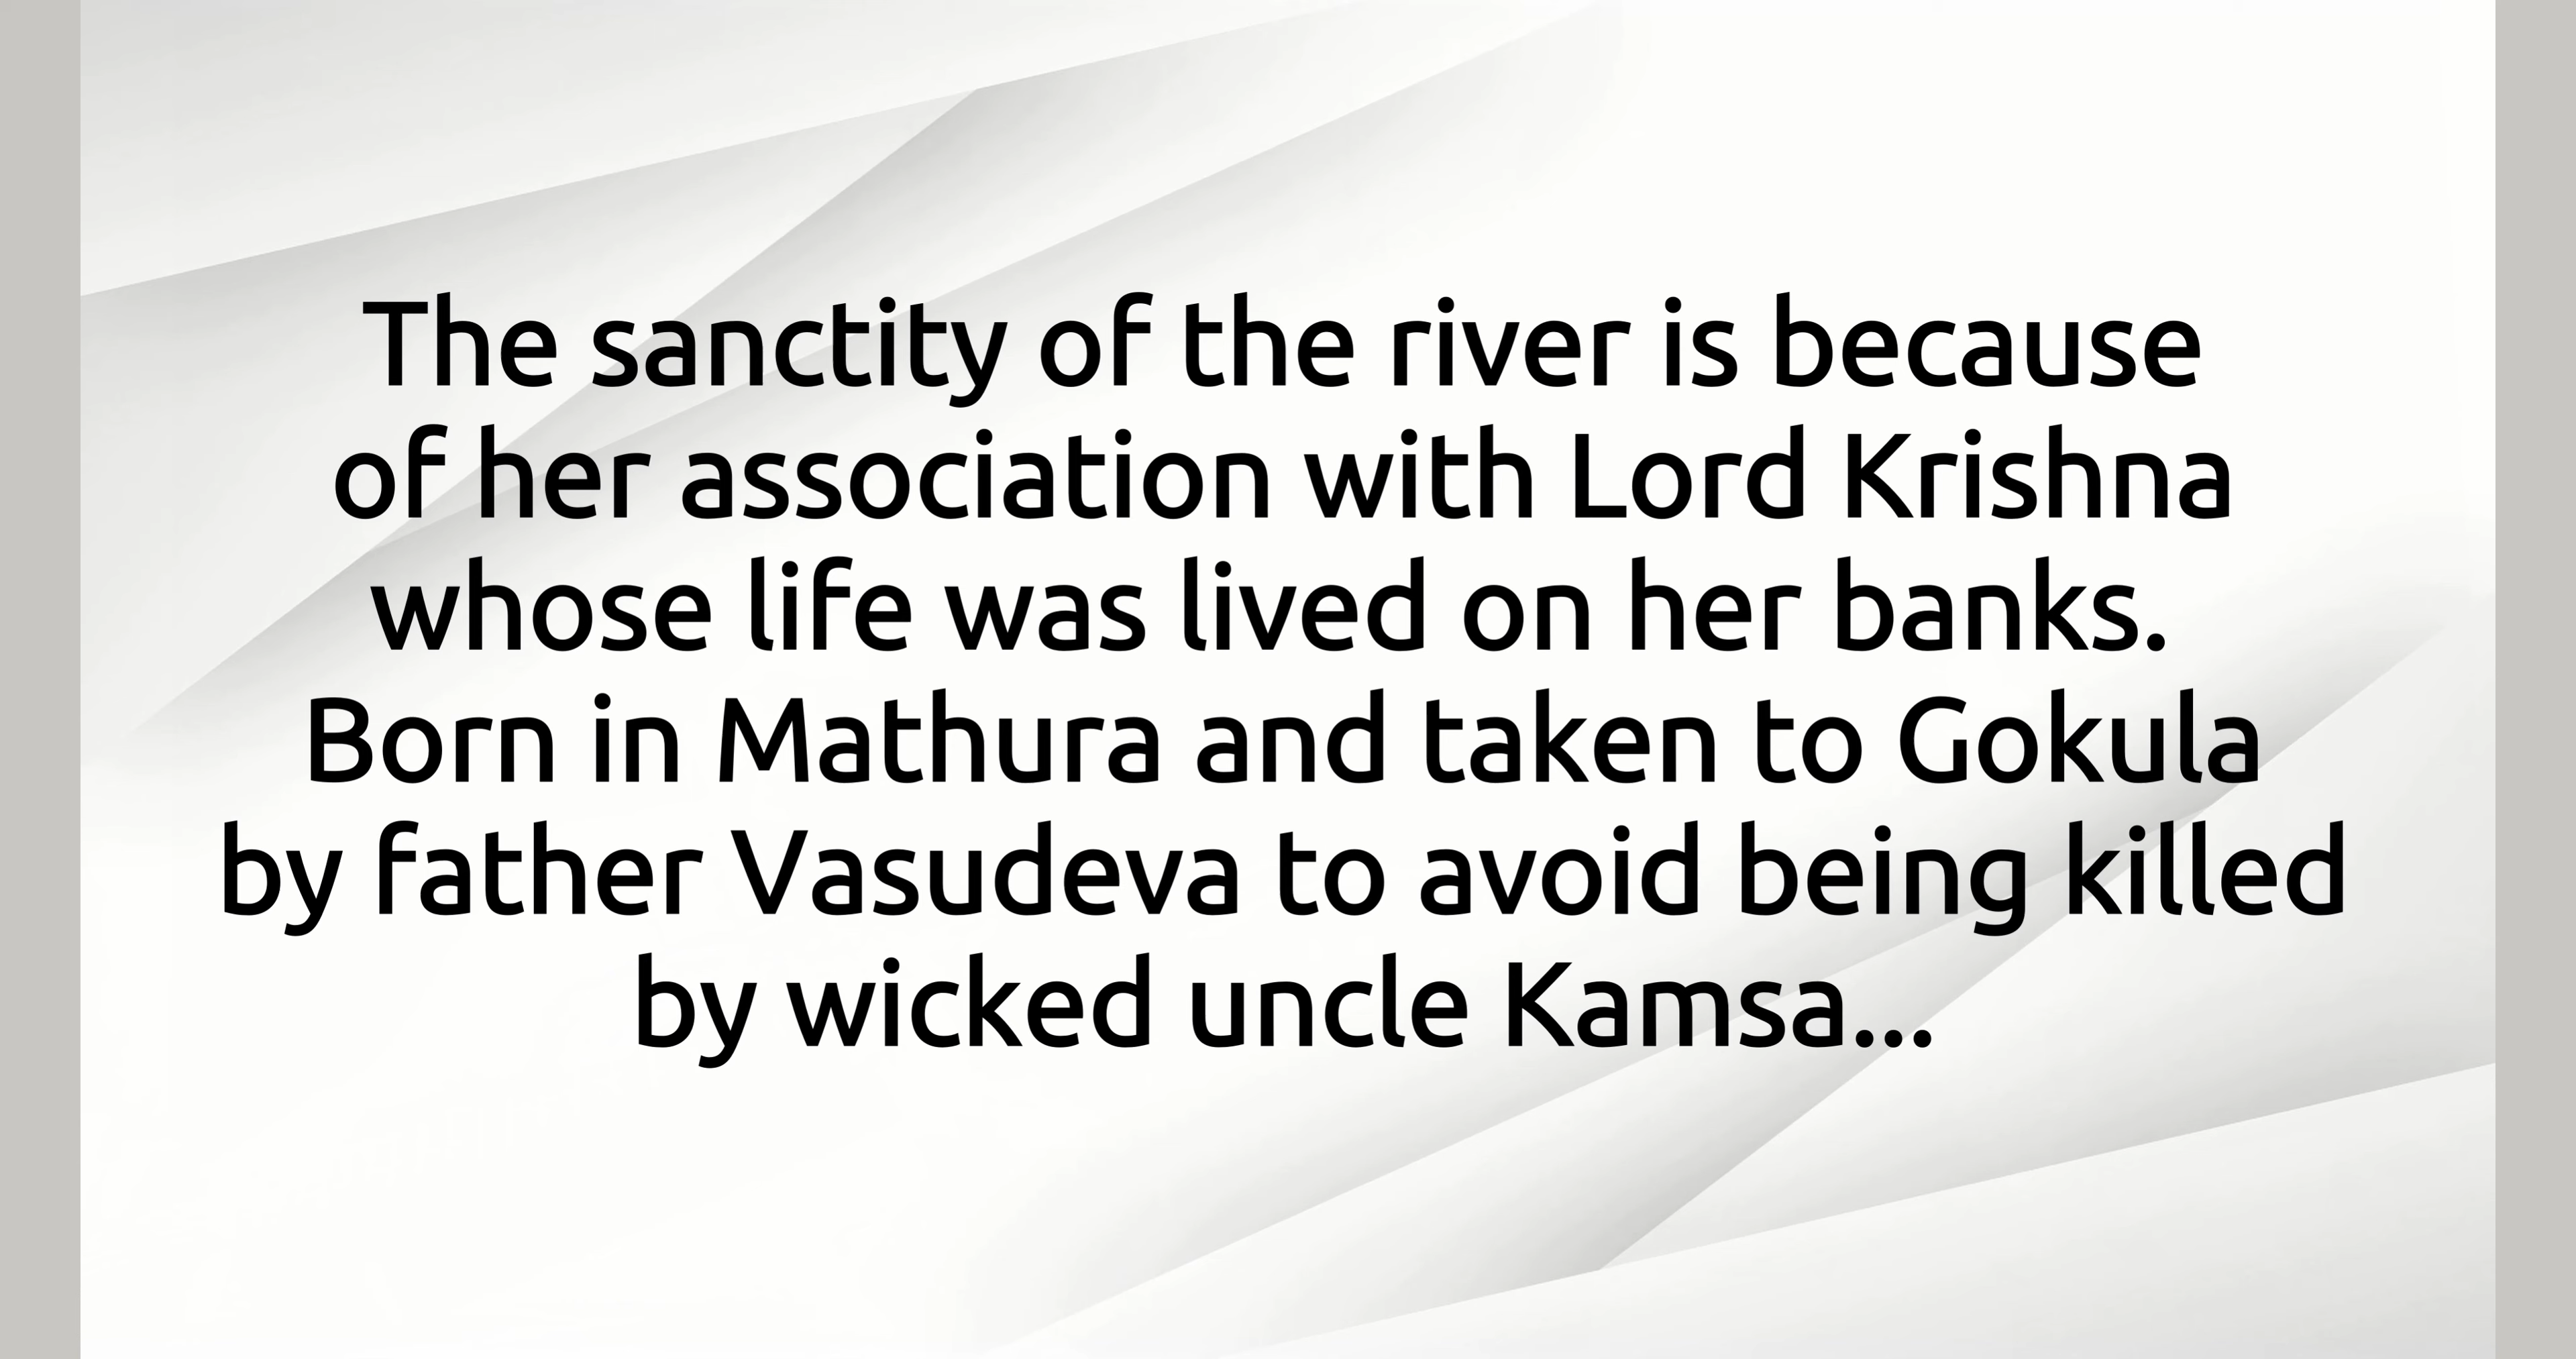 The sanctity of the river is because
of her association with Lord Krishna
whose life was lived on her banks.
Born in Mathura and taken to Gokula
by father Vasudeva to avoid being killed
by wicked uncle Kamsa...